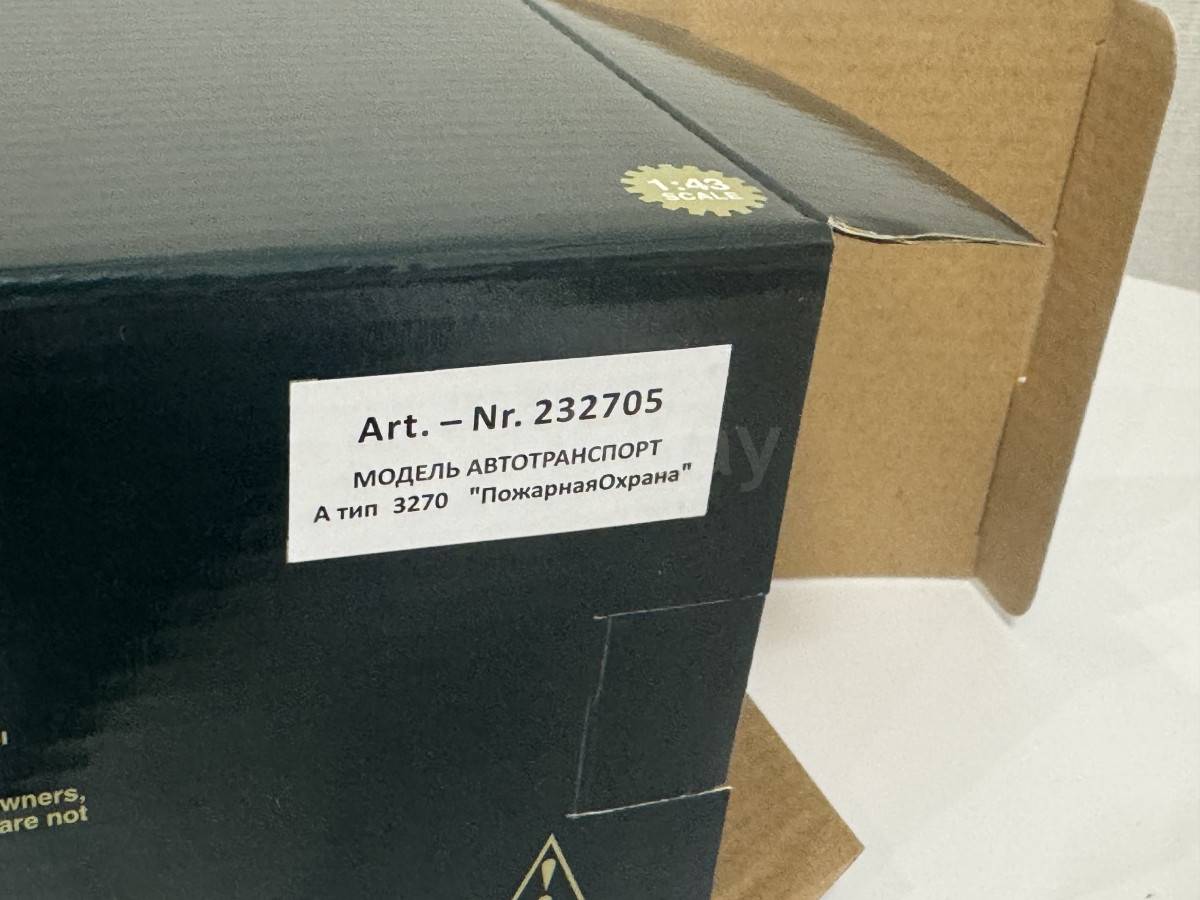 1:43
SCALE
Art. – Nr. 232705
МОДЕЛЬ АВТОТРАНСПОРТ
А тип 3270 "ПожарнаяОхрана"
wners,
are not